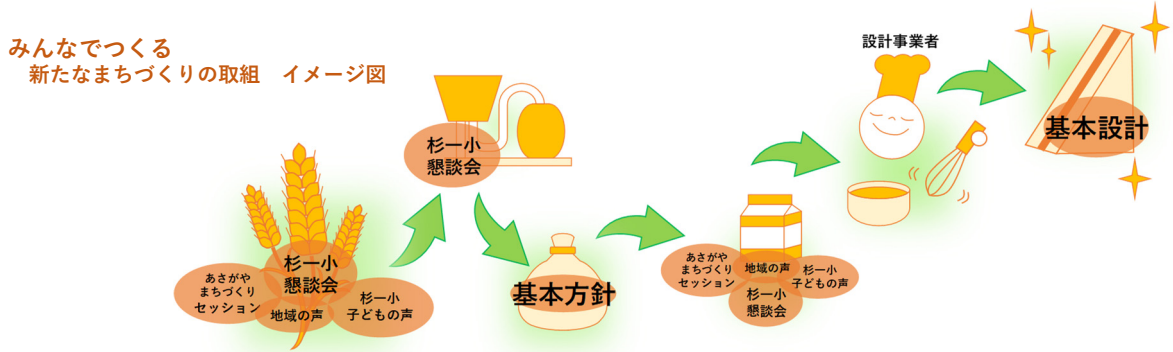 みんなでつくる
新たなまちづくりの取組　イメージ図
あさがや
まちづくり
セッション
杉一小
懇談会
地域の声
杉一小
子どもの声
杉一小
懇談会
基本方針
あさがや
まちづくり
セッション
地域の声
杉一小
子どもの声
杉一小
懇談会
設計事業者
基本設計